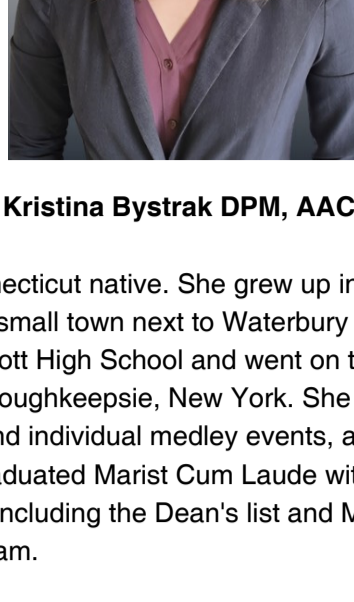 Kristina Bystrak DPM, AAC
necticut native. She grew up in
small town next to Waterbury
ott High School and went on t
oughkeepsie, New York. She
nd individual medley events, a
aduated Marist Cum Laude wit
ncluding the Dean's list and M
am.